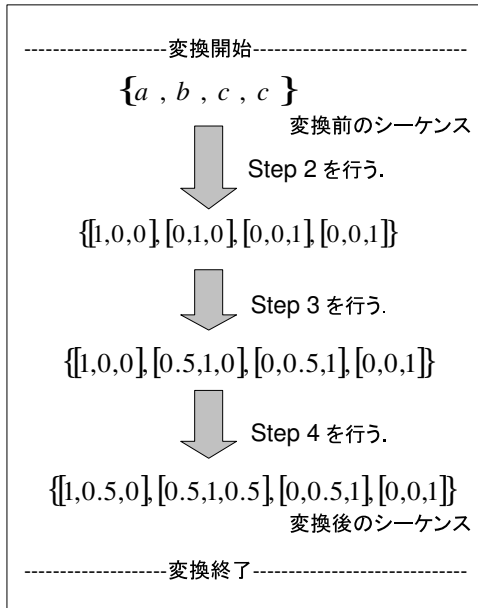 --------------------変換開始------------------------------
{a , b , c , c }
変換前のシーケンス
Step 2 を行う.
{[1,0,0],[0,1,0],[0,0,1],[0,0,1]}
Step 3 を行う.
{[1,0,0],[0.5,1,0],[0,0.5,1],[0,0,1]}
Step 4 を行う.
{[1,0.5,0],[0.5,1,0.5],[0,0.5,1],[0,0,1]}
変換後のシーケンス
--------------------変換終了------------------------------